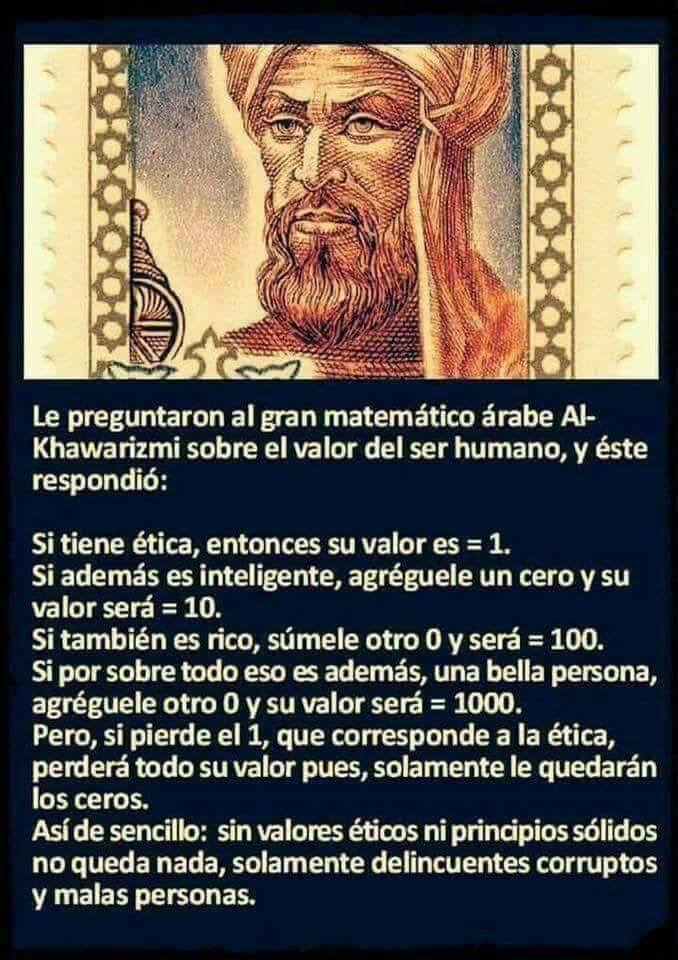 Le preguntaron al gran matemático árabe Al-
Khawarizmi sobre el valor del ser humano, y éste
respondió:
Si tiene ética, entonces su valor es = 1.
Si además es inteligente, agréguele un cero y su
valor será = 10.
Si también es rico, súmele otro 0 y será = 100.
Si por sobre todo eso es además, una bella persona,
agréguele otro 0 y su valor será = 1000.
Pero, si pierde el 1, que corresponde a la ética,
perderá todo su valor pues, solamente le quedarán
los ceros.
Así de sencillo: sin valores éticos ni principios sólidos
no queda nada, solamente delincuentes corruptos
y malas personas.